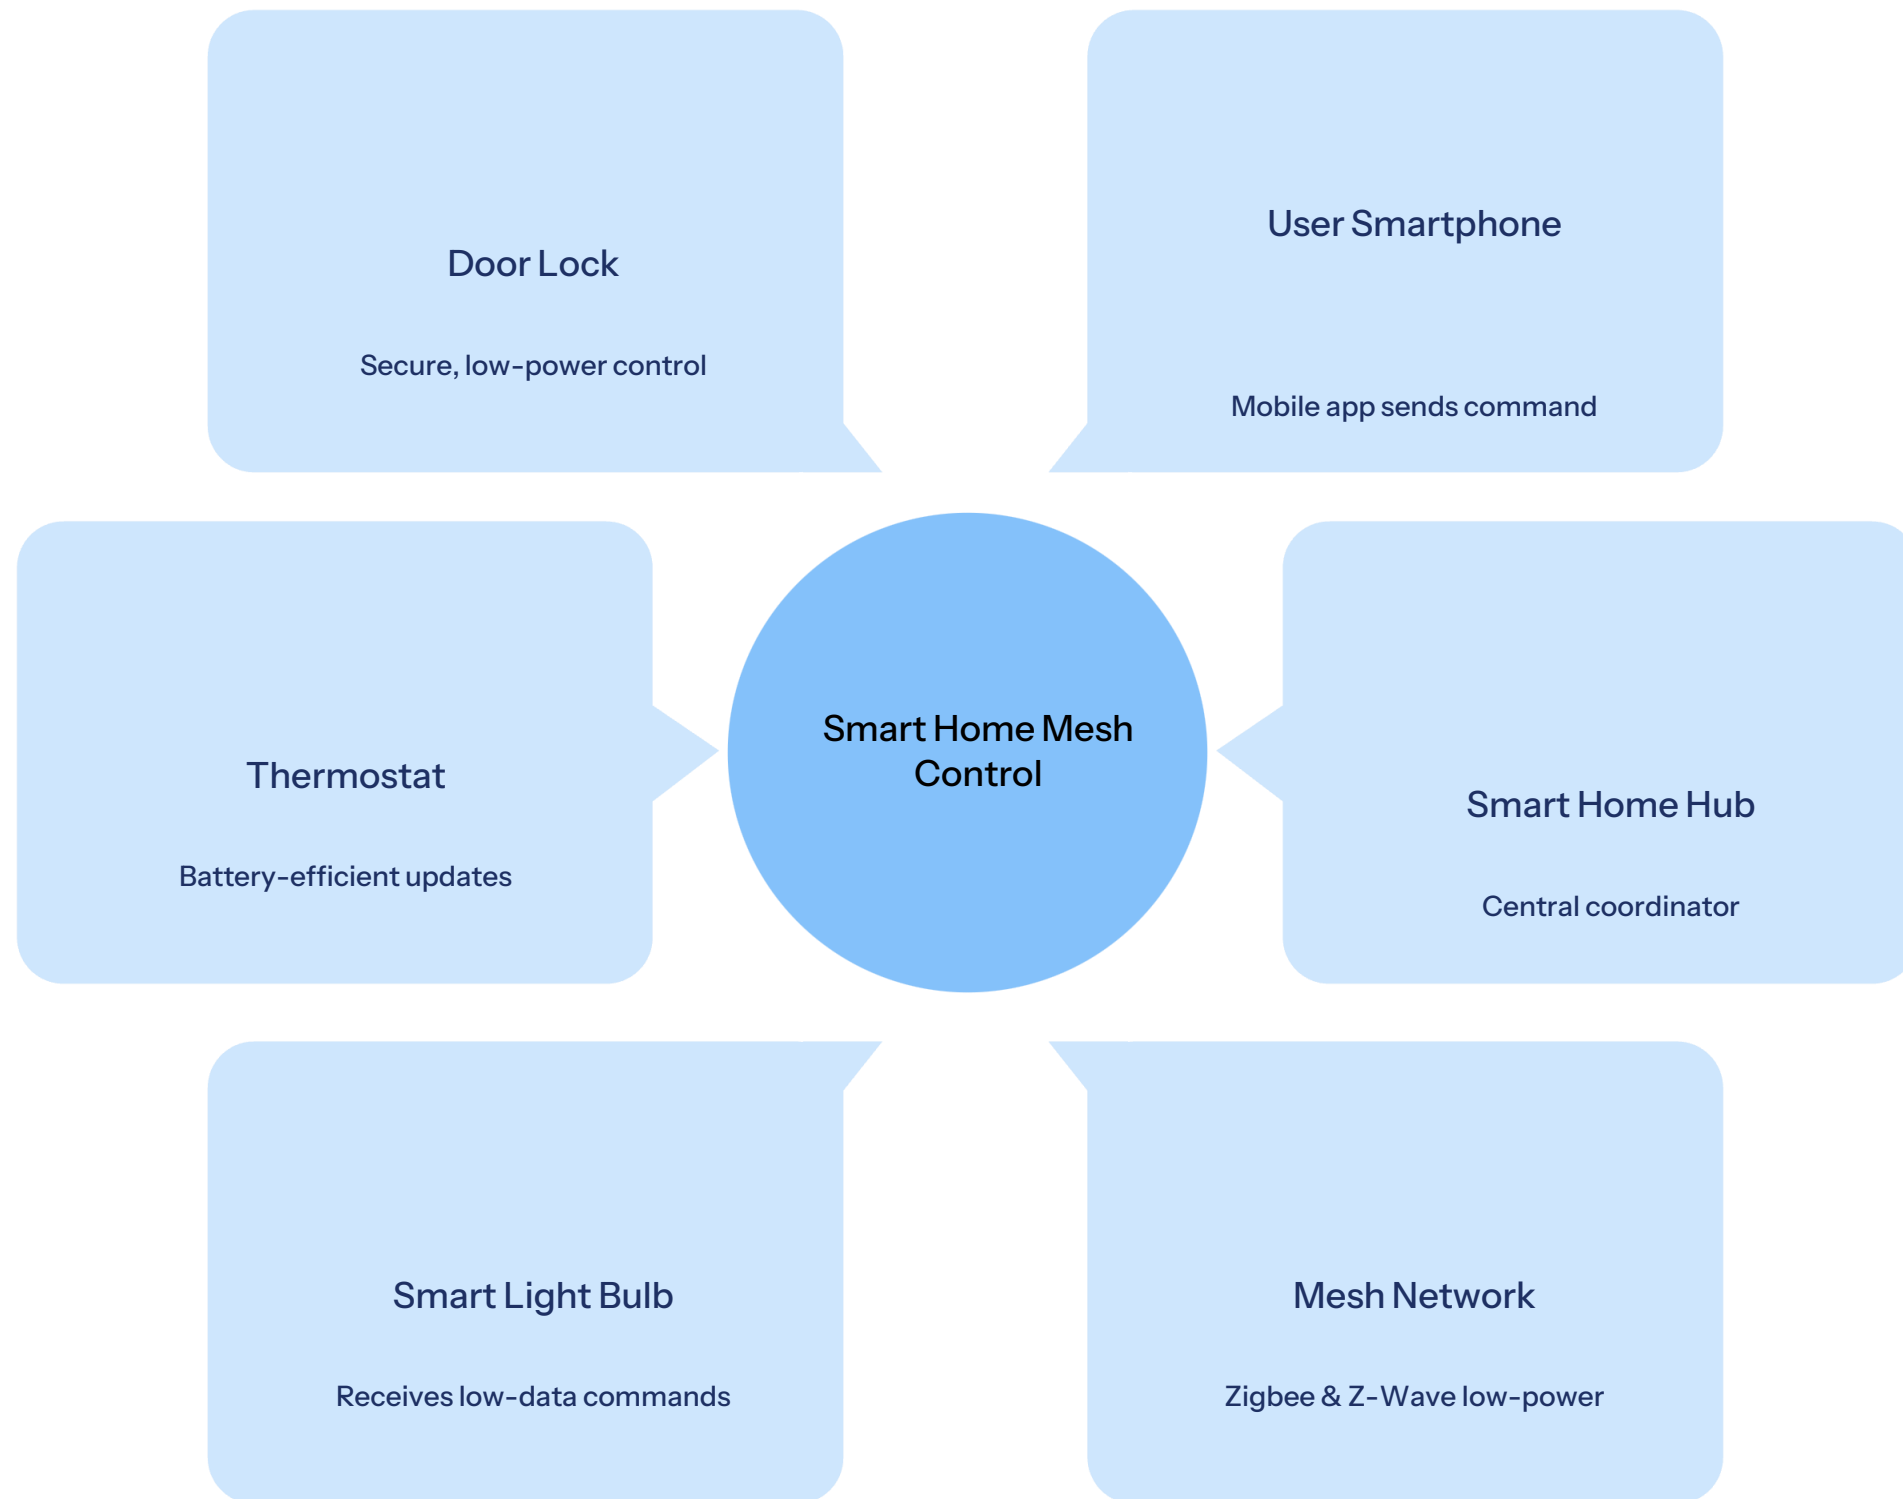 Door Lock
Secure, low-power control
User Smartphone
Mobile app sends command
Thermostat
Battery-efficient updates
Smart Home Mesh
Control
Smart Home Hub
Central coordinator
Smart Light Bulb
Receives low-data commands
Mesh Network
Zigbee & Z-Wave low-power